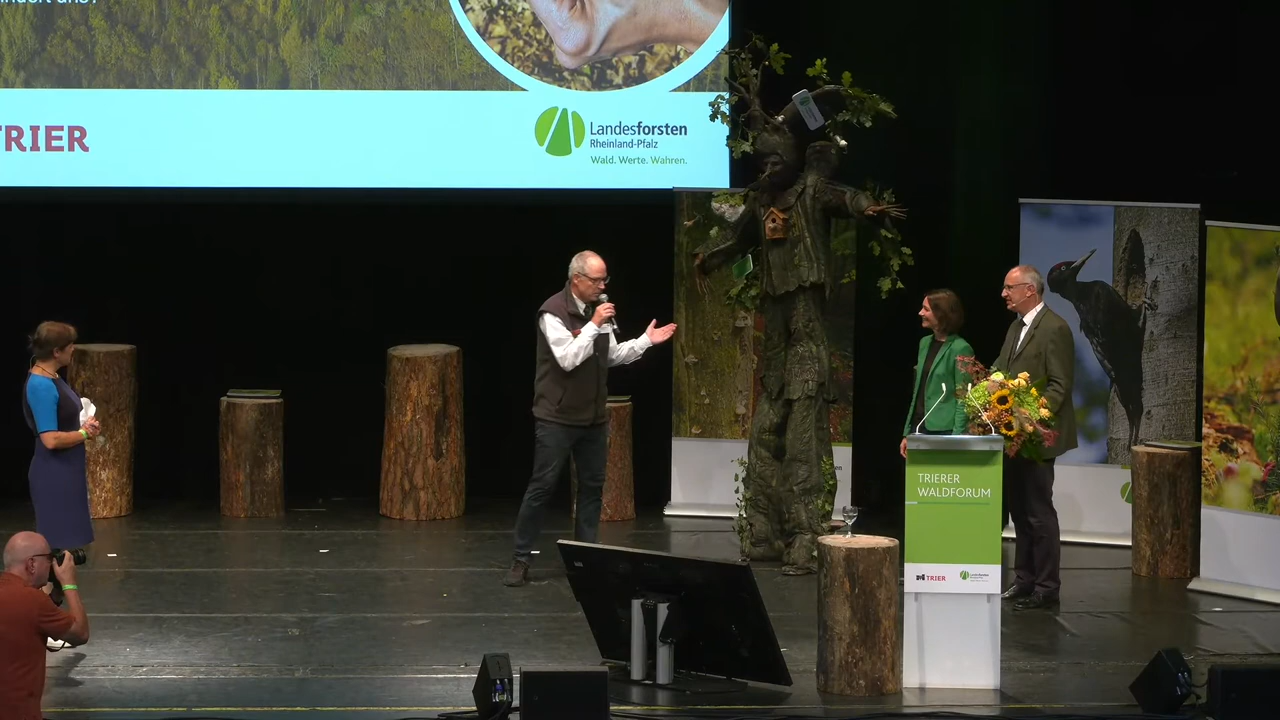 TRIER
Landesforsten
Rheinland-Pfalz
Wald. Werte. Wahren.
TRIERER
WALDFORUM
TRIER